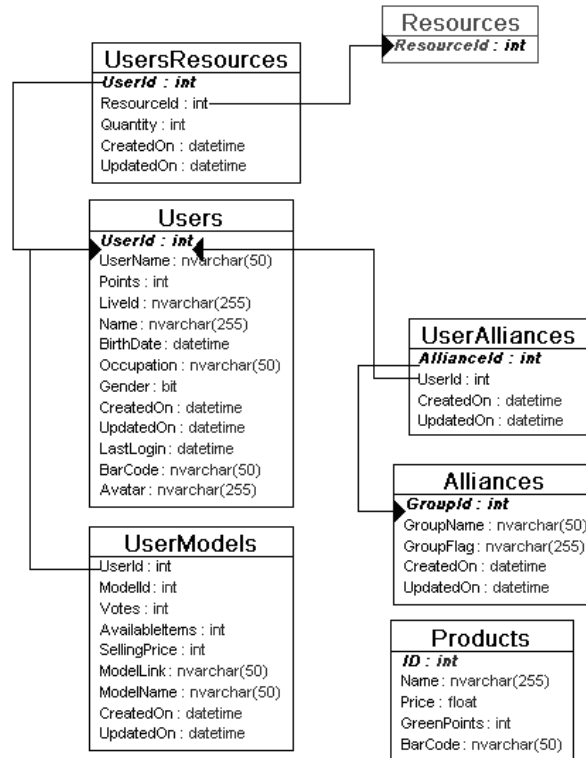 Resources
ResourceId : int
UsersResources
UserId : int
ResourceId : int
Quantity : int
CreatedOn : datetime
UpdatedOn : datetime
Users
UserId : int
UserName : nvarchar(50)
Points : int
LiveId : nvarchar(255)
Name : nvarchar(255)
BirthDate : datetime
Occupation : nvarchar(50)
Gender : bit
CreatedOn : datetime
UpdatedOn : datetime
LastLogin : datetime
BarCode : nvarchar(50)
Avatar : nvarchar(255)
UserAlliances
AllianceId : int
UserId : int
CreatedOn : datetime
UpdatedOn : datetime
Alliances
GroupId : int
GroupName : nvarchar(50)
GroupFlag : nvarchar(255)
CreatedOn : datetime
UpdatedOn : datetime
UserModels
UserId : int
ModelId : int
Votes : int
AvailableItems : int
SellingPrice : int
ModelLink : nvarchar(50)
ModelName : nvarchar(50)
CreatedOn : datetime
UpdatedOn : datetime
Products
ID : int
Name : nvarchar(255)
Price : float
GreenPoints : int
BarCode : nvarchar(50)